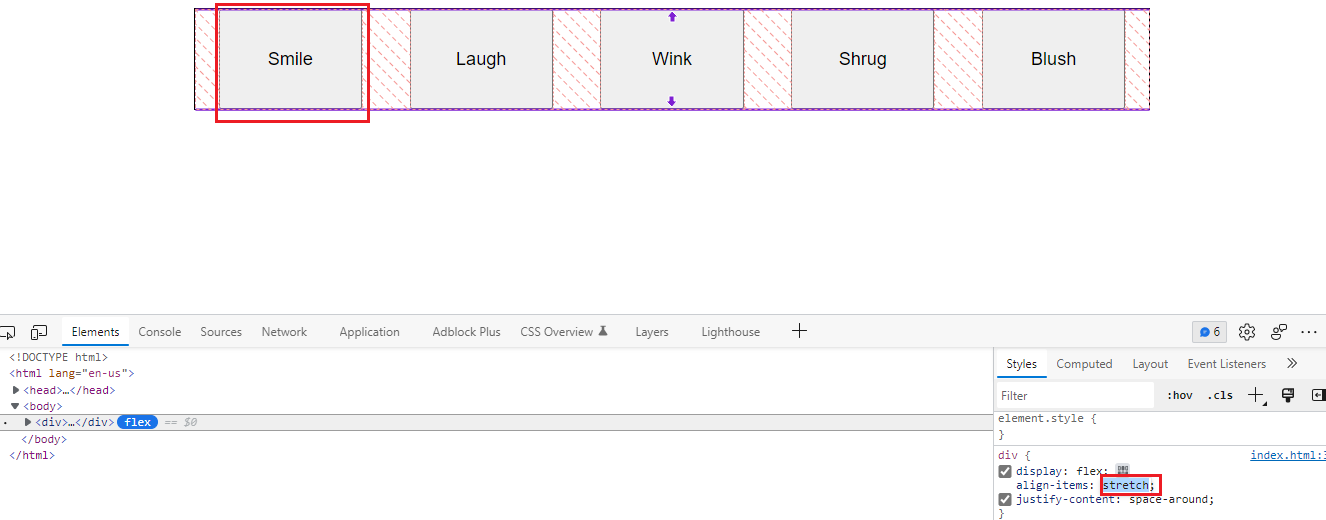 Smile Laugh Wink Shrug Blush
Elements Console Sources Network Application Adblock Plus CSS Overview Layers Lighthouse 6
<!DOCTYPE html>
<html lang="en-us">
<head>…</head>
<body>
<div>…</div> flex == $0
</body>
</html>
Styles Computed Layout Event Listeners
Filter :hov .cls
element.style {
}
div { index.html:3
display: flex;
align-items: stretch;
justify-content: space-around;
}